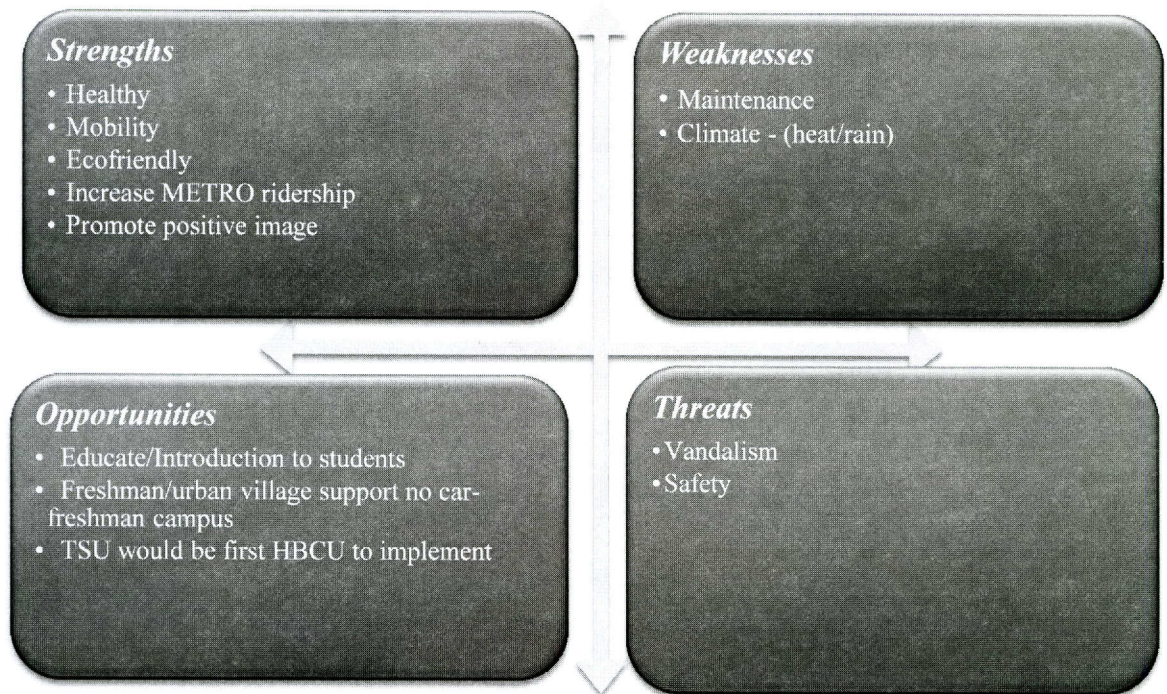 Strengths
• Healthy
• Mobility
• Ecofriendly
• Increase METRO ridership
• Promote positive image
Weaknesses
• Maintenance
• Climate - (heat/rain)
Opportunities
• Educate/Introduction to students
• Freshman/urban village support no car-
freshman campus
• TSU would be first HBCU to implement
Threats
•Vandalism
•Safety